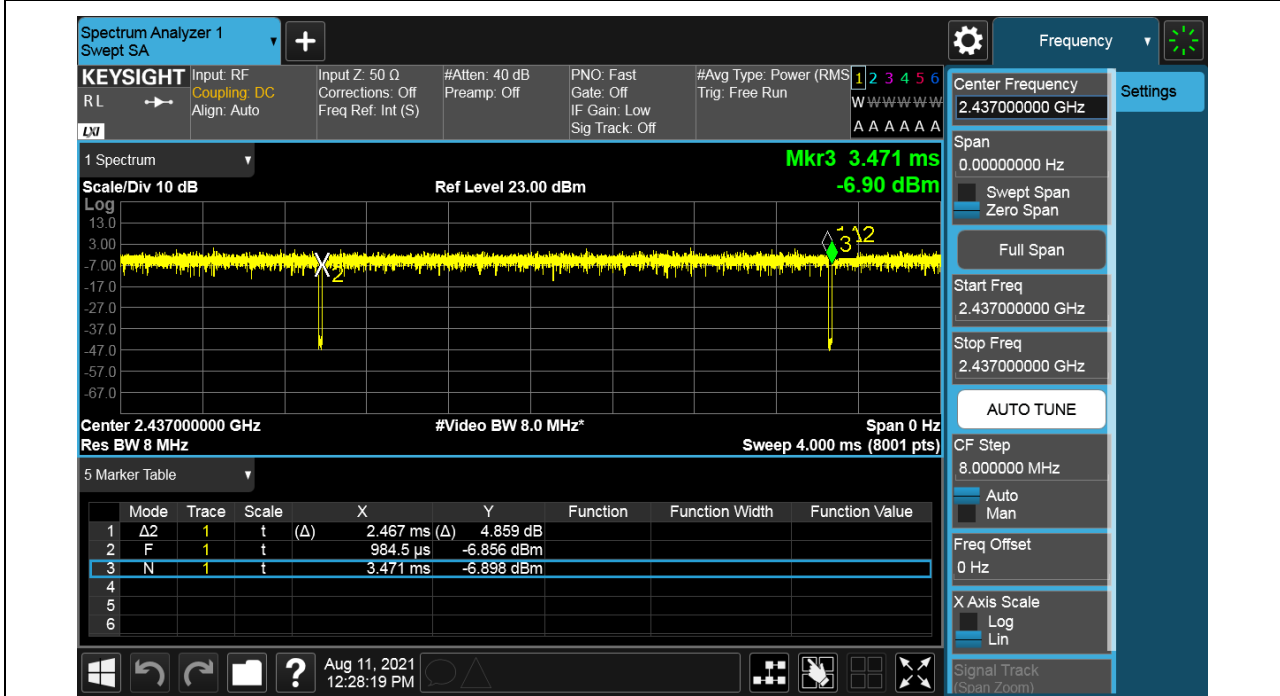 Spectrum Analyzer 1
Swept SA
Frequency
KEYSIGHT
RL
LXI
Input: RF
Coupling: DC
Align: Auto
Input Z: 50 Ω
Corrections: Off
Freq Ref: Int (S)
#Atten: 40 dB
Preamp: Off
PNO: Fast
Gate: Off
IF Gain: Low
Sig Track: Off
#Avg Type: Power (RMS
Trig: Free Run
1 2 3 4 5 6
W W W W W W
A A A A A A
Center Frequency
2.437000000 GHz
Settings
1 Spectrum
Mkr3 3.471 ms
-6.90 dBm
Scale/Div 10 dB
Ref Level 23.00 dBm
Log
13.0
3.00
-7.00
-17.0
-27.0
-37.0
-47.0
-57.0
-67.0
2
1Δ2
3
Center 2.437000000 GHz
#Video BW 8.0 MHz*
Span 0 Hz
Res BW 8 MHz
Sweep 4.000 ms (8001 pts)
Span
0.00000000 Hz
Swept Span
Zero Span
Full Span
Start Freq
2.437000000 GHz
Stop Freq
2.437000000 GHz
AUTO TUNE
CF Step
8.000000 MHz
Auto
Man
Freq Offset
0 Hz
X Axis Scale
Log
Lin
Signal Track
(Span Zoom)
5 Marker Table
Mode Trace Scale X Y Function Function Width Function Value
1 Δ2 1 t (Δ) 2.467 ms (Δ) 4.859 dB
2 F 1 t 984.5 µs -6.856 dBm
3 N 1 t 3.471 ms -6.898 dBm
4
5
6
?
Aug 11, 2021
12:28:19 PM